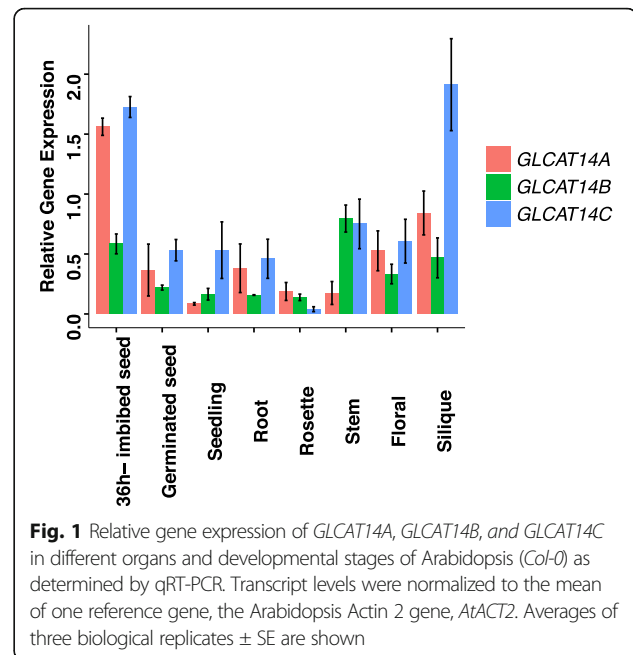 Relative Gene Expression
2.0
1.5
1.0
0.5
0.0
GLCAT14A
GLCAT14B
GLCAT14C
36h– imbibed seed
Germinated seed
Seedling
Root
Rosette
Stem
Floral
Silique
Fig. 1 Relative gene expression of GLCAT14A, GLCAT14B, and GLCAT14C
in different organs and developmental stages of Arabidopsis (Col-0) as
determined by qRT-PCR. Transcript levels were normalized to the mean
of one reference gene, the Arabidopsis Actin 2 gene, AtACT2. Averages of
three biological replicates ± SE are shown